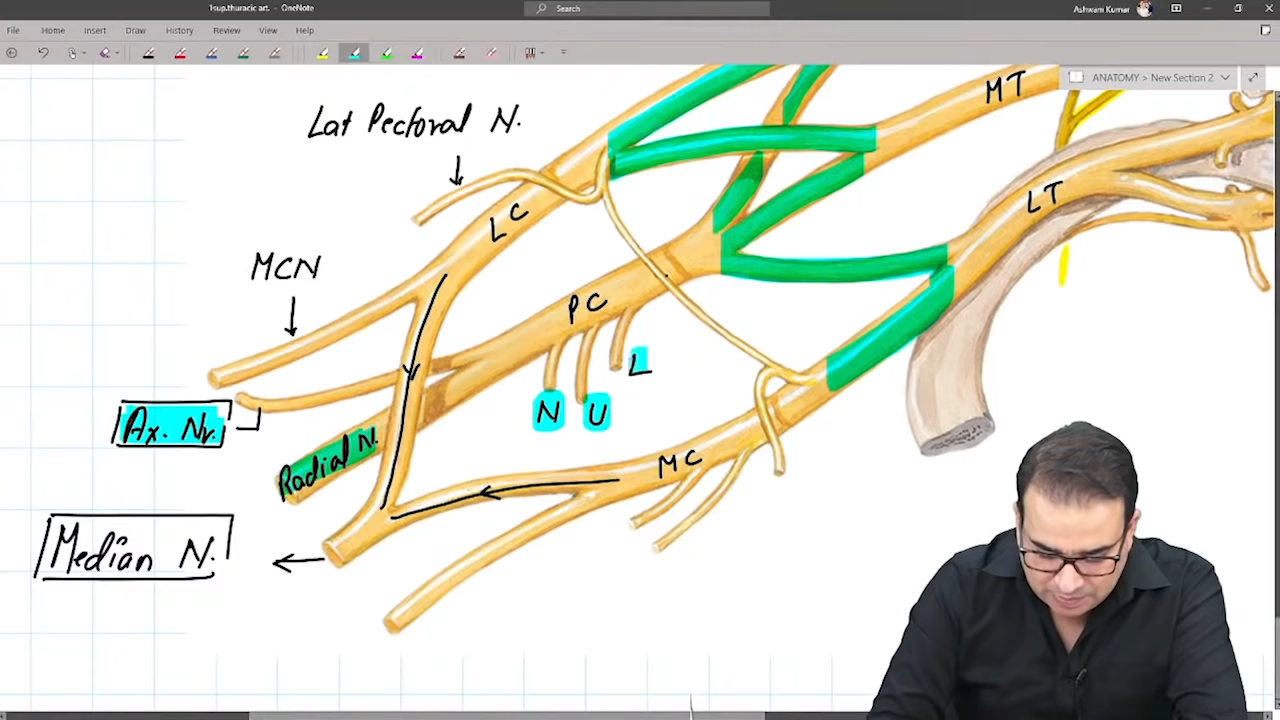 1sup.thoracic art. - OneNote
Search
Ashwani Kumar
File Home Insert Draw History Review View Help
ANATOMY > New Section 2
MT
Lat Pectoral N.
LT
LC
MCN
PC
L
N U
Ax. Nr.
Radial N.
MC
Median N.